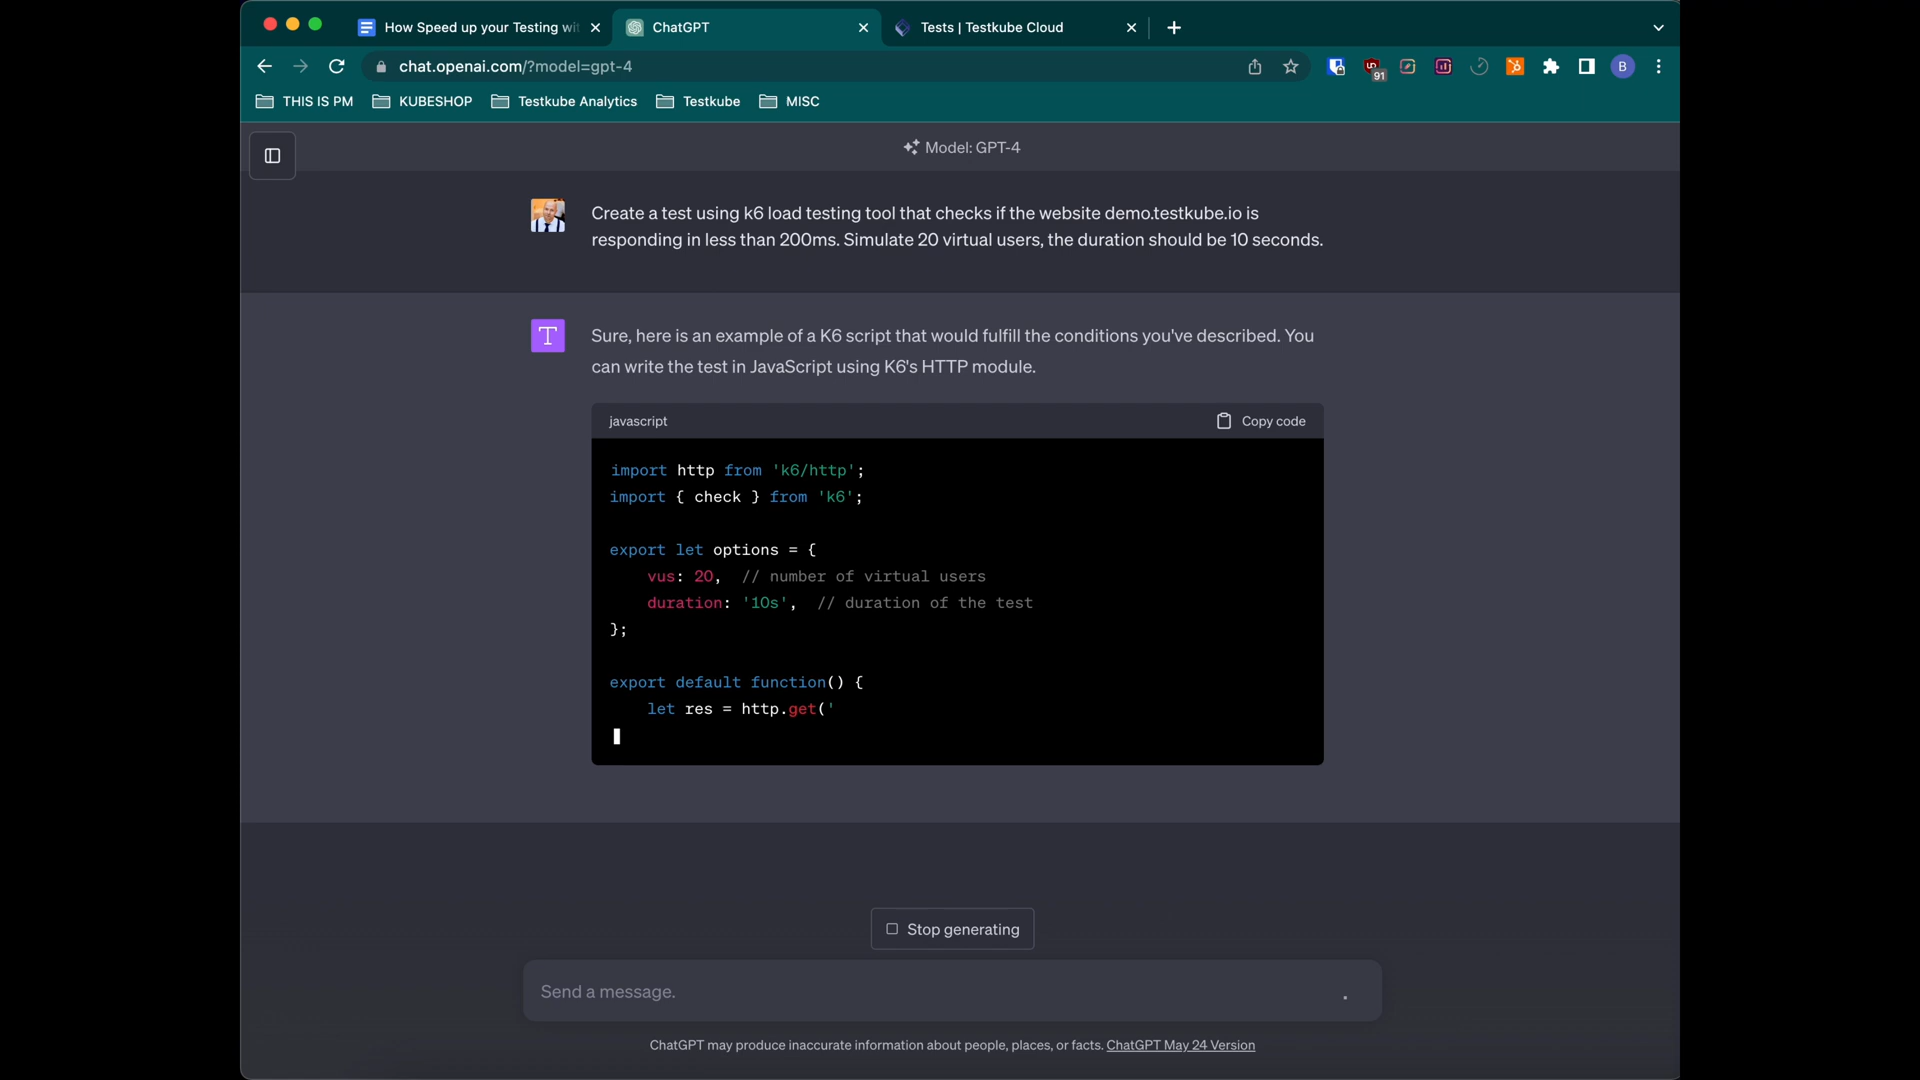 How Speed up your Testing wit
ChatGPT
Tests | Testkube Cloud
chat.openai.com/?model=gpt-4
91
B
THIS IS PM
KUBESHOP
Testkube Analytics
Testkube
MISC
Model: GPT-4
Create a test using k6 load testing tool that checks if the website demo.testkube.io is
responding in less than 200ms. Simulate 20 virtual users, the duration should be 10 seconds.
T
Sure, here is an example of a K6 script that would fulfill the conditions you've described. You
can write the test in JavaScript using K6's HTTP module.
javascript
Copy code
import http from 'k6/http';
import { check } from 'k6';
export let options = {
vus: 20, // number of virtual users
duration: '10s', // duration of the test
};
export default function() {
let res = http.get('
Stop generating
Send a message.
ChatGPT may produce inaccurate information about people, places, or facts. ChatGPT May 24 Version